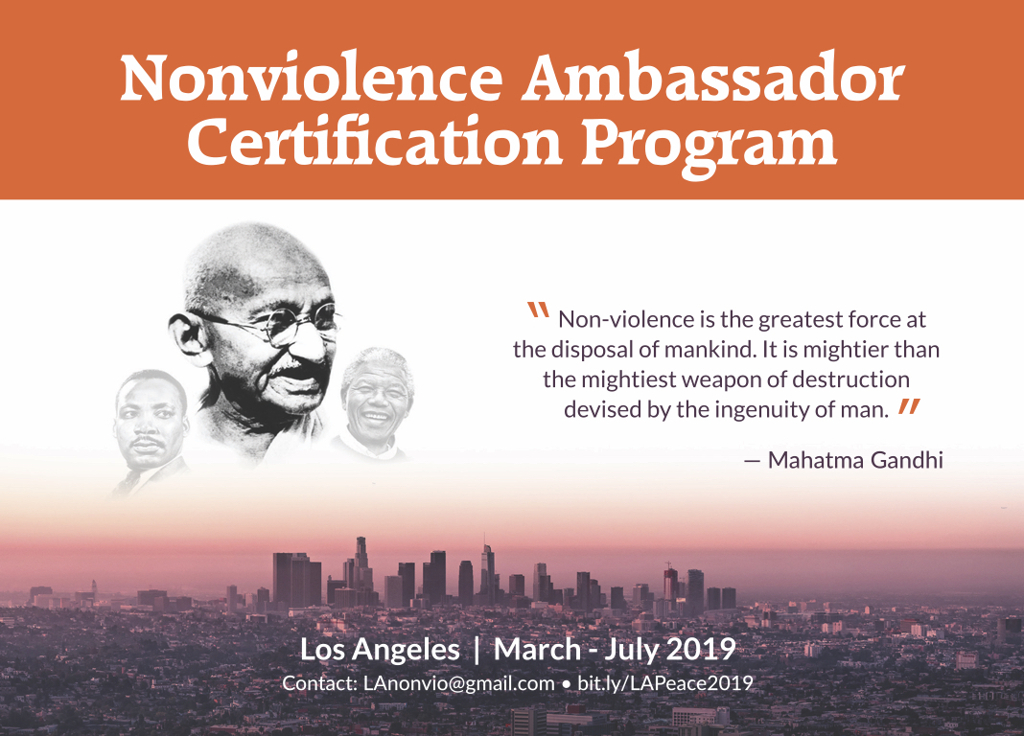 Nonviolence Ambassador
Certification Program
“ Non-violence is the greatest force at
the disposal of mankind. It is mightier than
the mightiest weapon of destruction
devised by the ingenuity of man. ”
— Mahatma Gandhi
Los Angeles | March - July 2019
Contact: LAnonvio@gmail.com • bit.ly/LAPeace2019